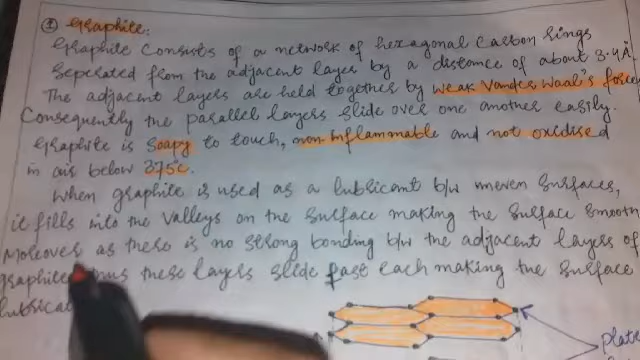 ① Graphite:
Graphite consists of a network of hexagonal carbon rings
seperated from the adjacent layer by a distance of about 3.4A°
The adjacent layers are held together by weak Vander Waal's forces
Consequently the parallel layers slide over one another easily.
Graphite is soapy to touch, non inflammable and not oxidised
in air below 375c.
When graphite is used as a lubricant b/w uneven surfaces,
it fills into the valleys on the surface making the surface smooth
Moreover as there is no strong bonding b/w the adjacent layers of
graphite thus these layers slide past each making the surface
Plate